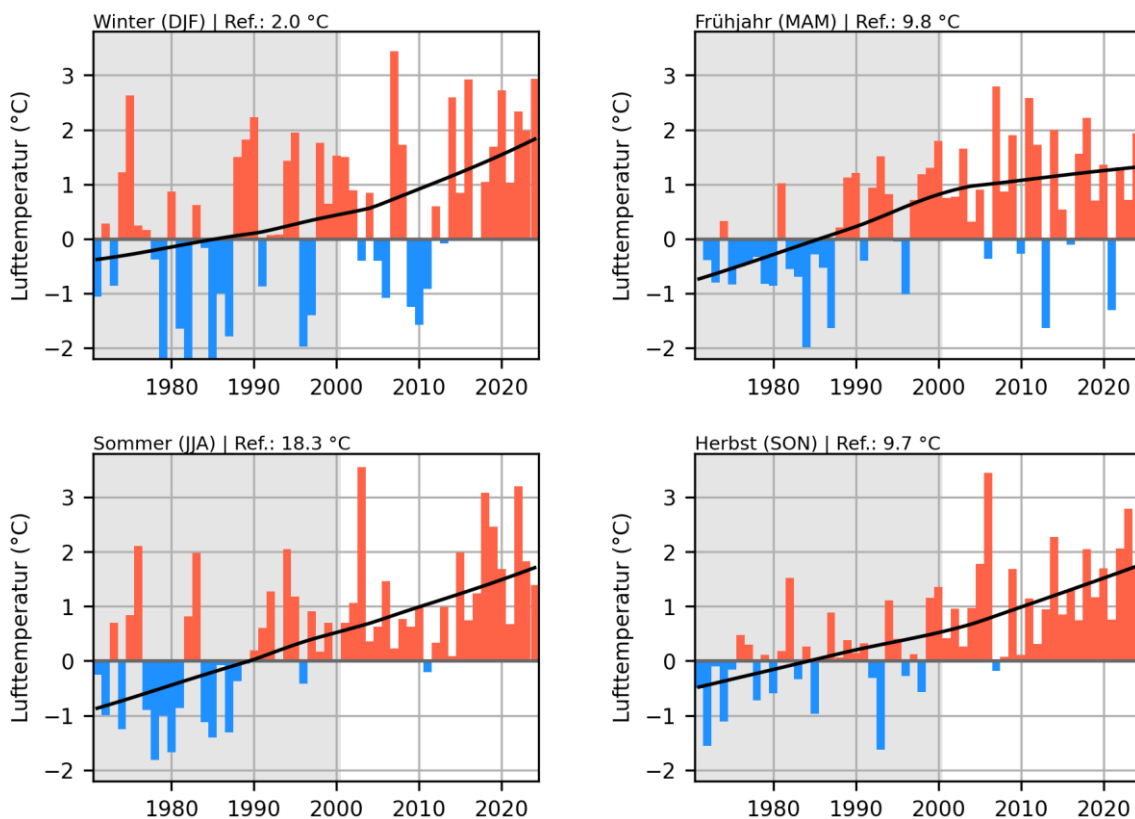 Winter (DJF) | Ref.: 2.0 °C
Lufttemperatur (°C)
3
2
1
0
−1
−2
1980 1990 2000 2010 2020
Frühjahr (MAM) | Ref.: 9.8 °C
Lufttemperatur (°C)
3
2
1
0
−1
−2
1980 1990 2000 2010 2020
Sommer (JJA) | Ref.: 18.3 °C
Lufttemperatur (°C)
3
2
1
0
−1
−2
1980 1990 2000 2010 2020
Herbst (SON) | Ref.: 9.7 °C
Lufttemperatur (°C)
3
2
1
0
−1
−2
1980 1990 2000 2010 2020